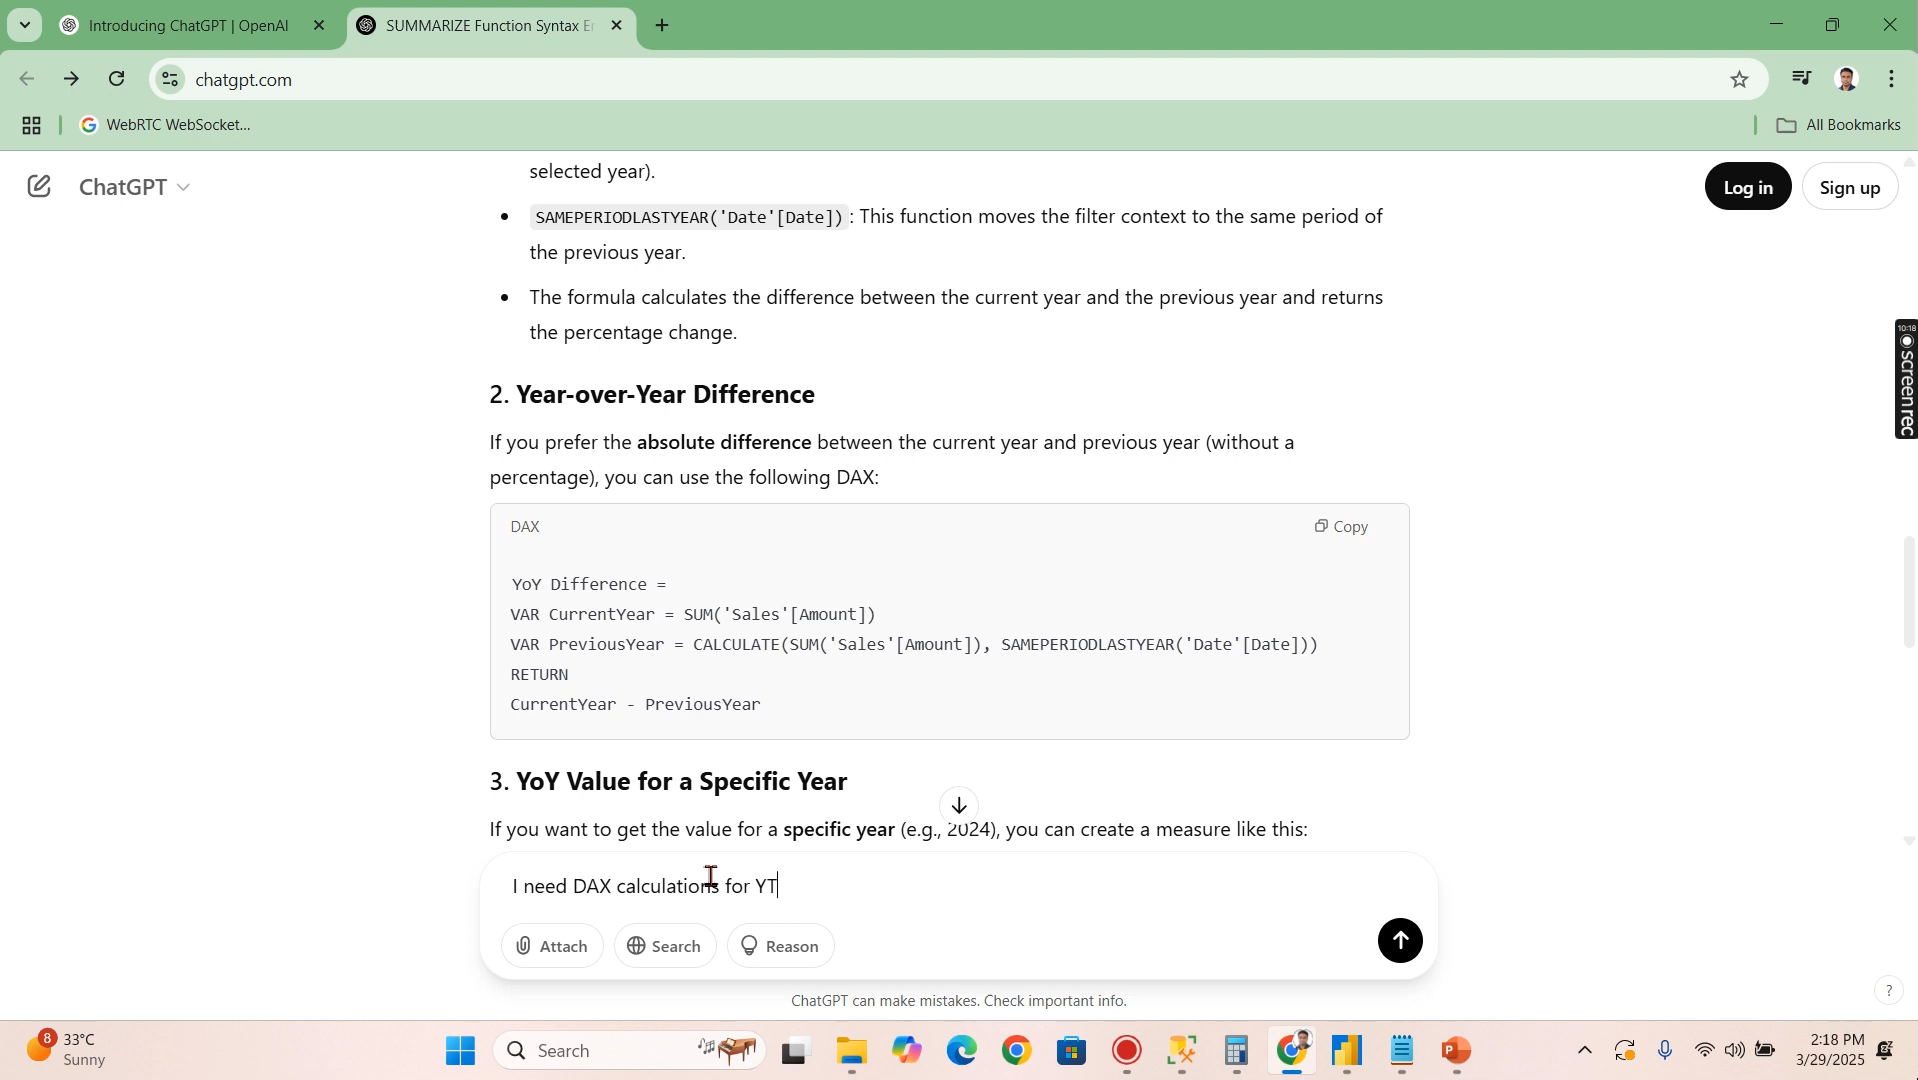 Introducing ChatGPT | OpenAI
SUMMARIZE Function Syntax Er
chatgpt.com
WebRTC WebSocket...
All Bookmarks
ChatGPT
Log in
Sign up
selected year).
SAMEPERIODLASTYEAR('Date'[Date]): This function moves the filter context to the same period of
the previous year.
The formula calculates the difference between the current year and the previous year and returns
the percentage change.
10:18
screenrec
2. Year-over-Year Difference
If you prefer the absolute difference between the current year and previous year (without a
percentage), you can use the following DAX:
DAX
Copy
YoY Difference =
VAR CurrentYear = SUM('Sales'[Amount])
VAR PreviousYear = CALCULATE(SUM('Sales'[Amount]), SAMEPERIODLASTYEAR('Date'[Date]))
RETURN
CurrentYear - PreviousYear
3. YoY Value for a Specific Year
If you want to get the value for a specific year (e.g., 2024), you can create a measure like this:
I need DAX calculations for YT
Attach
Search
Reason
ChatGPT can make mistakes. Check important info.
?
8
33°C
Sunny
Search
P
2:18 PM
3/29/2025